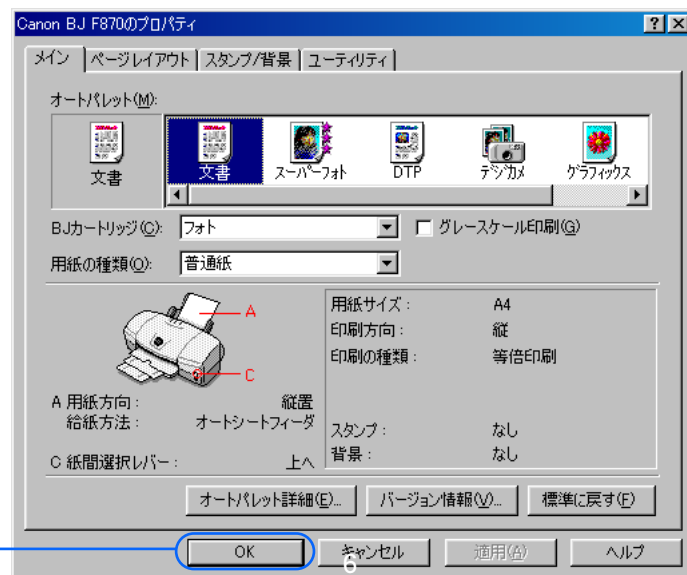 Canon BJ F870のプロパティ
メイン ページレイアウト スタンプ/背景 ユーティリティ
オートパレット(M):
文書 文書 スーパーフォト DTP デジカメ グラフィックス
BJカートリッジ(C): フォト グレースケール印刷(G)
用紙の種類(O): 普通紙
A
C
用紙サイズ： A4
印刷方向： 縦
印刷の種類： 等倍印刷
スタンプ： なし
背景： なし
A 用紙方向： 縦置
給紙方法： オートシートフィーダ
C 紙間選択レバー： 上へ
オートパレット詳細(E)... バージョン情報(V)... 標準に戻す(F)
OK キャンセル 適用(A) ヘルプ
6